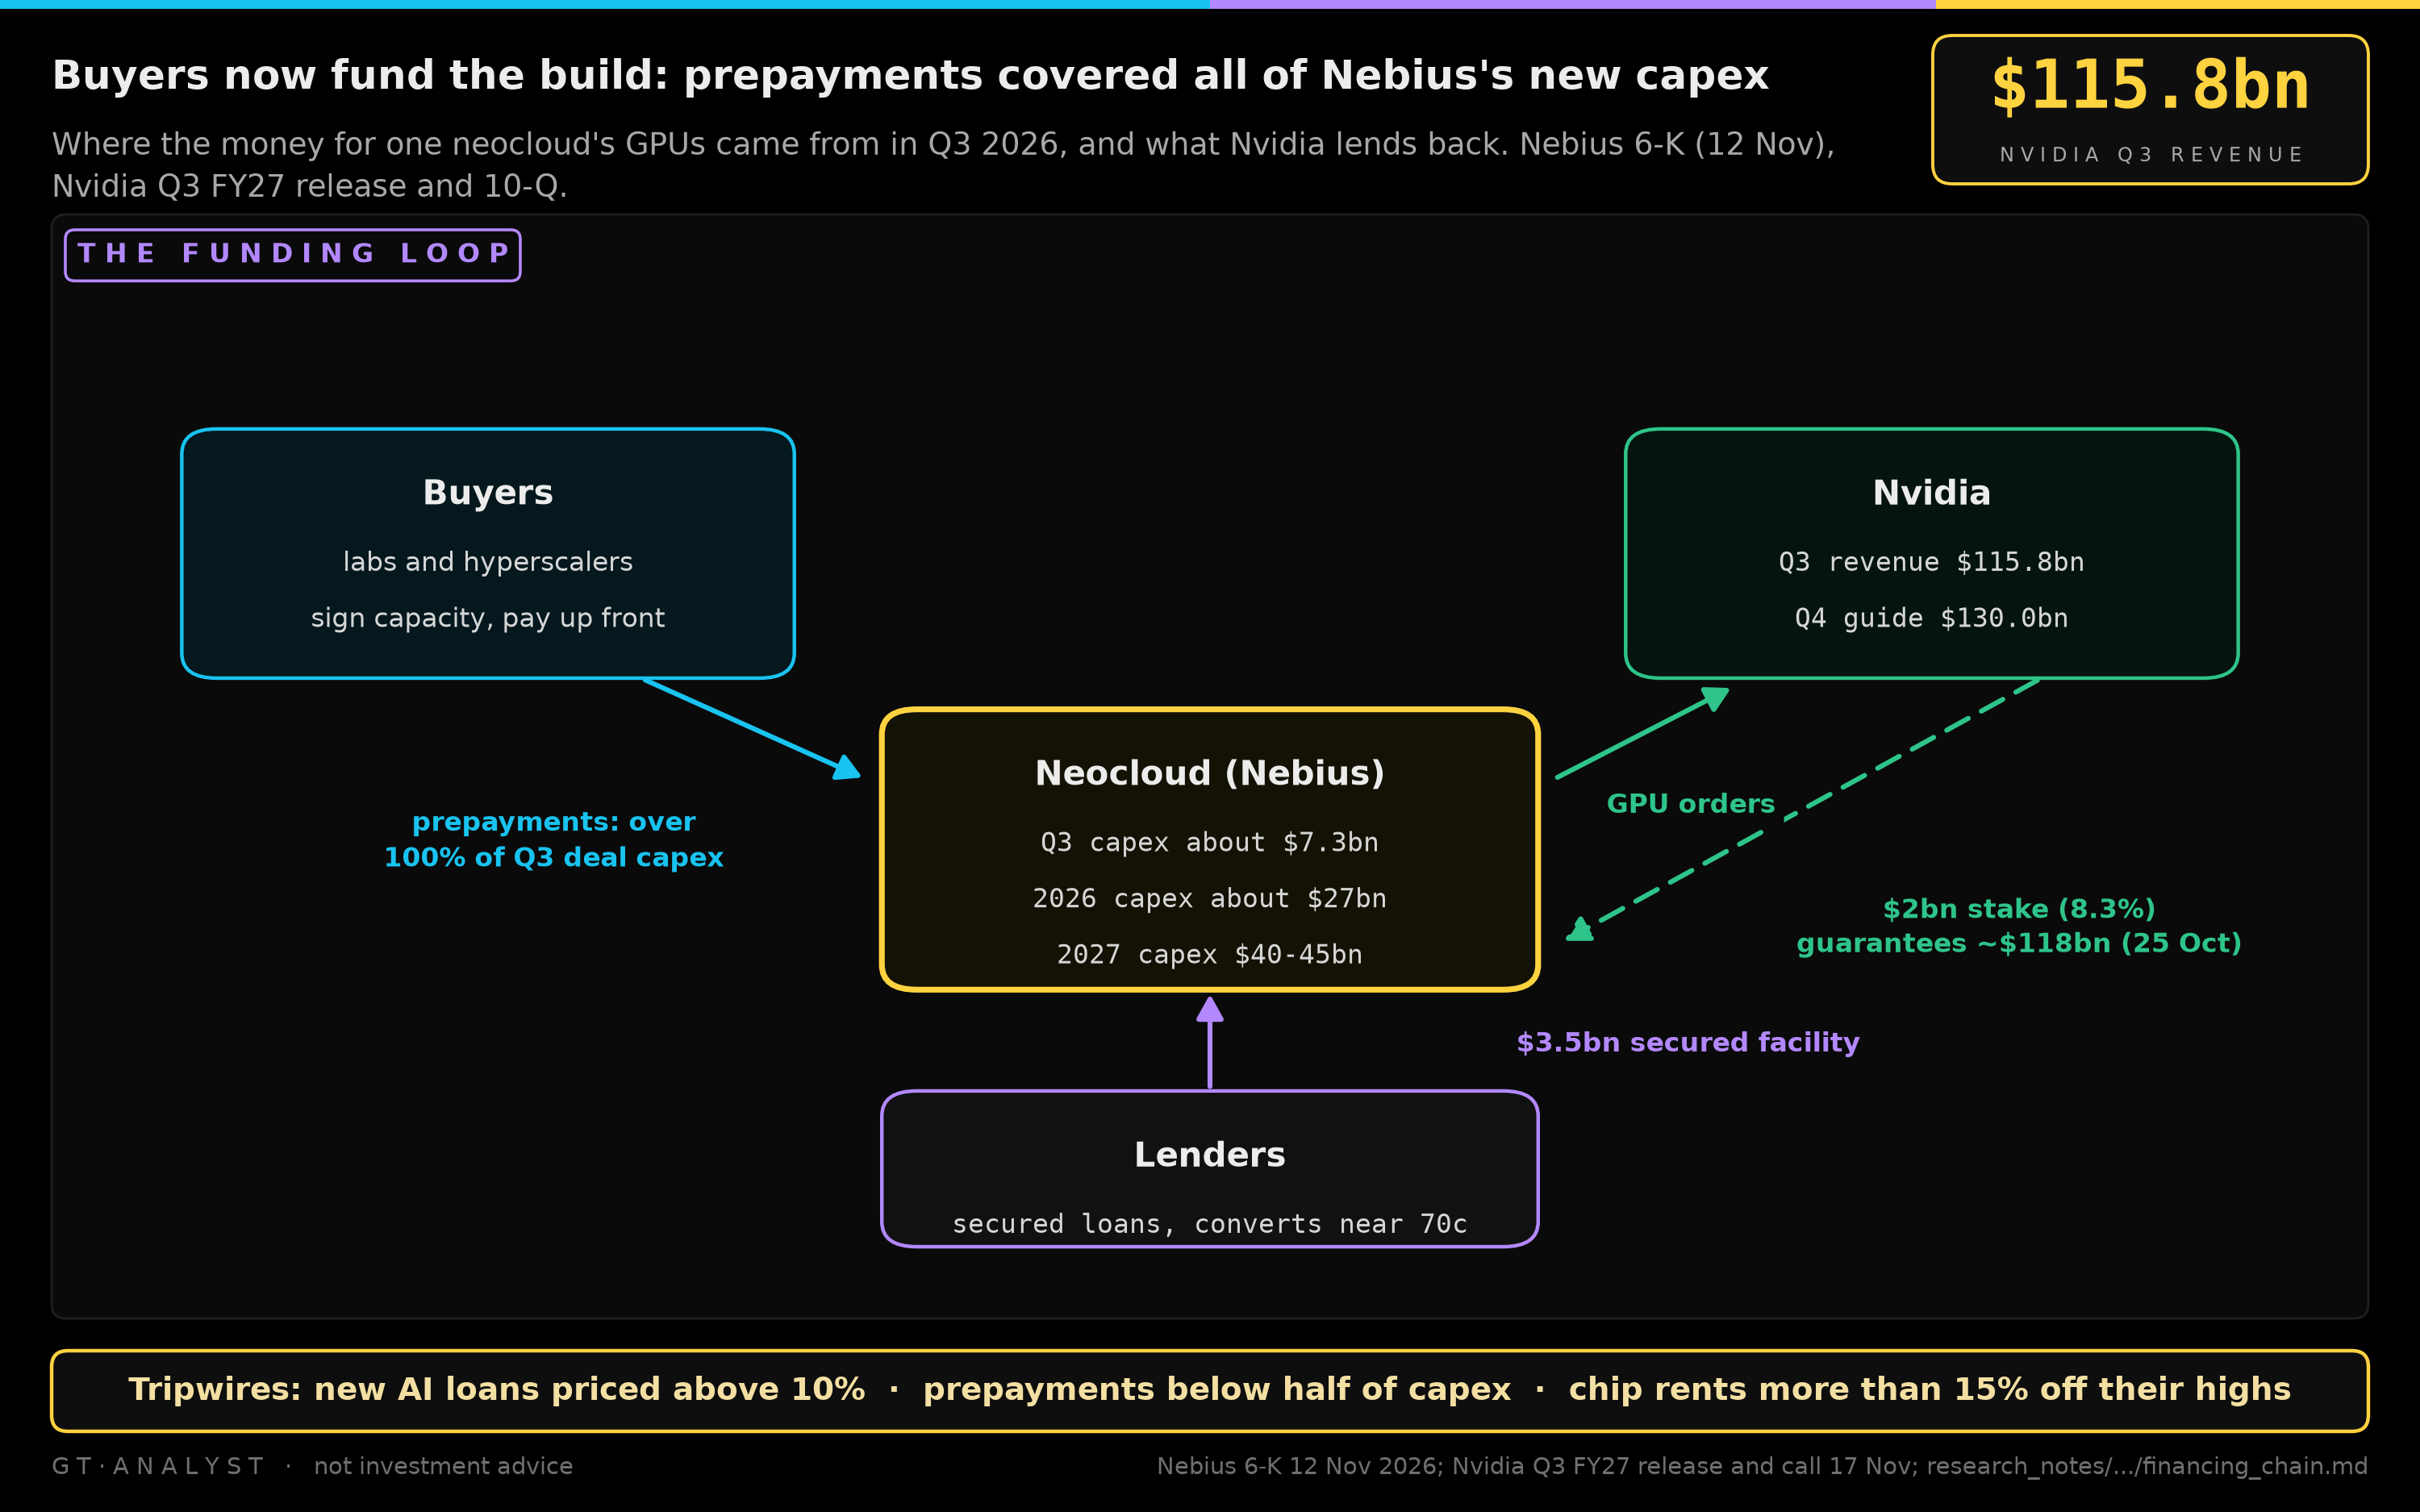 Buyers now fund the build: prepayments covered all of Nebius's new capex
$115.8bn
NVIDIA Q3 REVENUE
Where the money for one neocloud's GPUs came from in Q3 2026, and what Nvidia lends back. Nebius 6-K (12 Nov),
Nvidia Q3 FY27 release and 10-Q.
THE FUNDING LOOP
Buyers
labs and hyperscalers
sign capacity, pay up front
Nvidia
Q3 revenue $115.8bn
Q4 guide $130.0bn
prepayments: over
100% of Q3 deal capex
Neocloud (Nebius)
Q3 capex about $7.3bn
2026 capex about $27bn
2027 capex $40-45bn
GPU orders
$2bn stake (8.3%)
guarantees ~$118bn (25 Oct)
$3.5bn secured facility
Lenders
secured loans, converts near 70c
Tripwires: new AI loans priced above 10% · prepayments below half of capex · chip rents more than 15% off their highs
GT·ANALYST · not investment advice
Nebius 6-K 12 Nov 2026; Nvidia Q3 FY27 release and call 17 Nov; research_notes/.../financing_chain.md